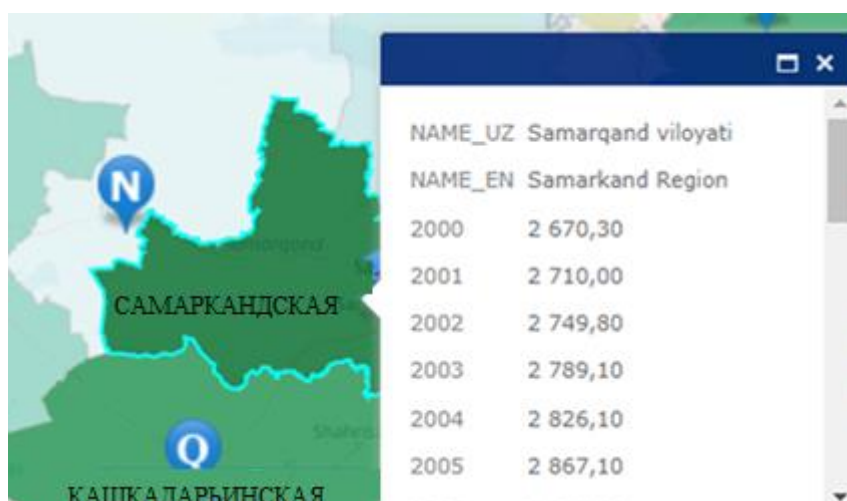 NAME_UZ Samarqand viloyati
NAME_EN Samarkand Region
2000 2 670,30
2001 2 710,00
2002 2 749,80
2003 2 789,10
2004 2 826,10
2005 2 867,10
N
САМАРКАНДСКАЯ
Q
КАШКАДАРЬИНСКАЯ